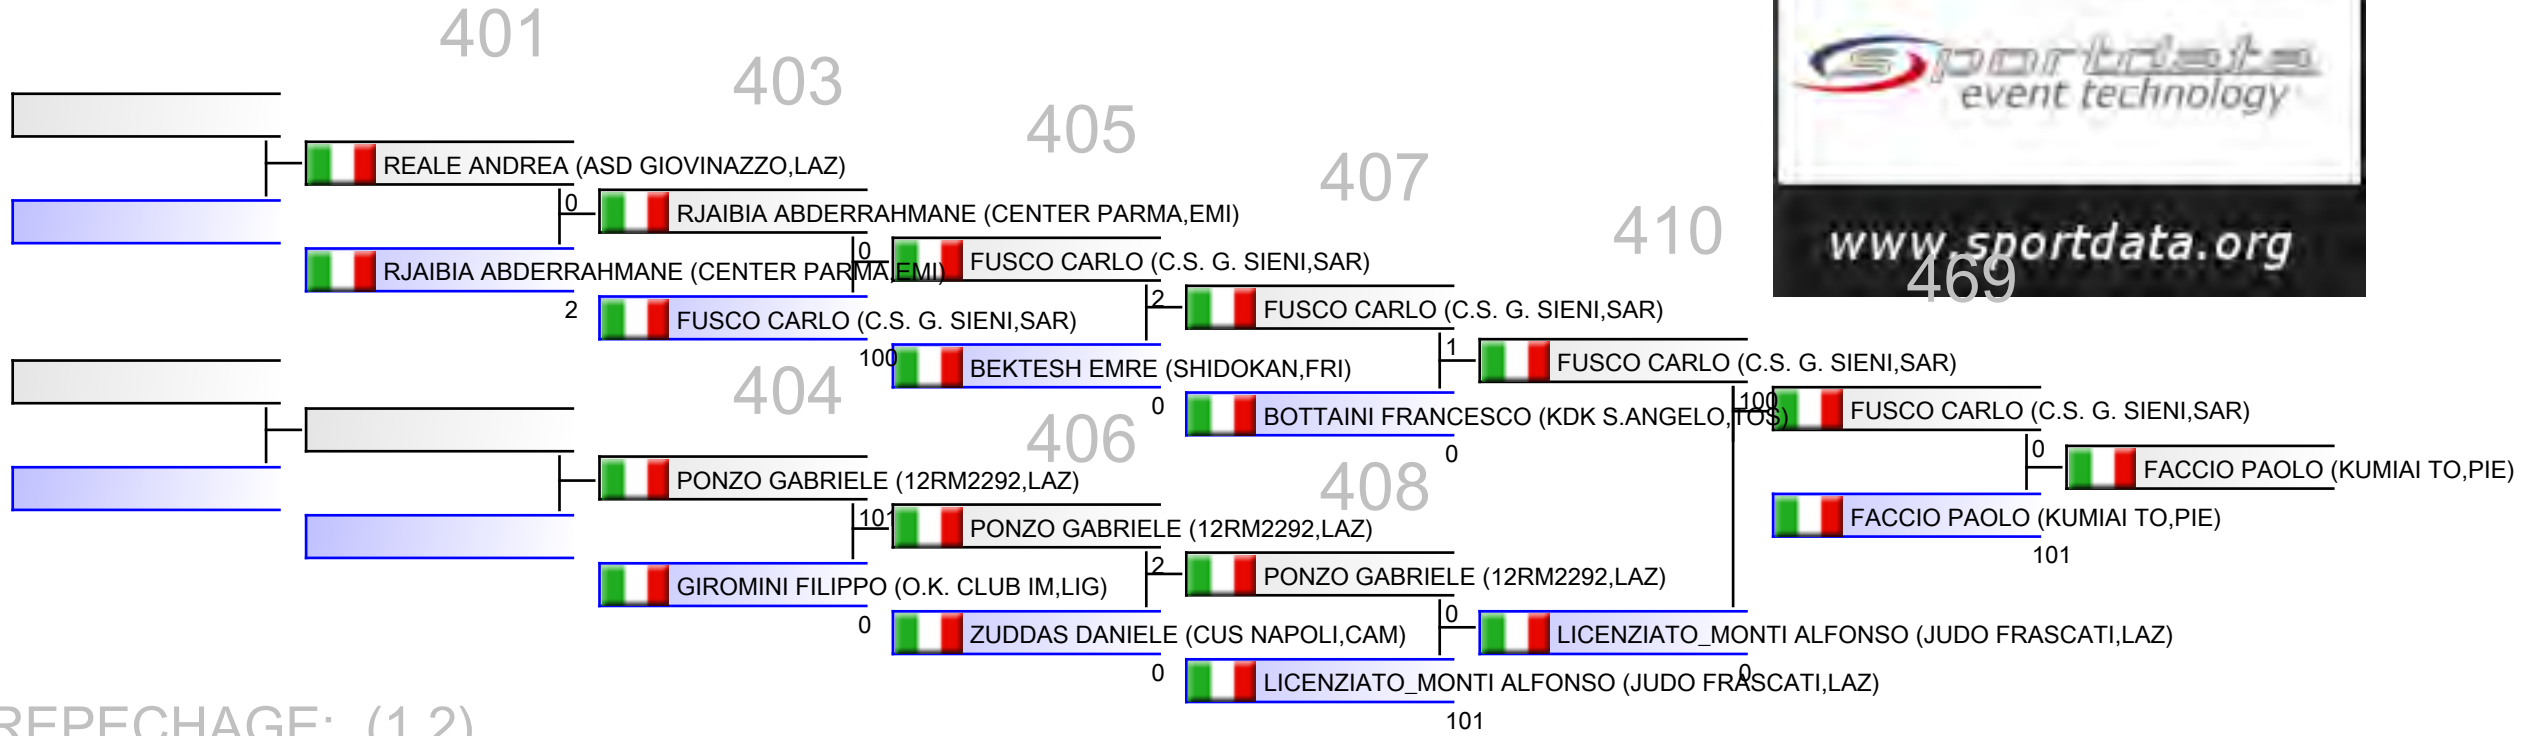 401
403
405
sportdata
event technology
REALE ANDREA (ASD GIOVINAZZO,LAZ)
407
0
RJAIBIA ABDERRAHMANE (CENTER PARMA,EMI)
410
www.sportdata.org
469
RJAIBIA ABDERRAHMANE (CENTER PARMA,EMI)
0
FUSCO CARLO (C.S. G. SIENI,SAR)
2
FUSCO CARLO (C.S. G. SIENI,SAR)
2
FUSCO CARLO (C.S. G. SIENI,SAR)
100
BEKTESH EMRE (SHIDOKAN,FRI)
1
FUSCO CARLO (C.S. G. SIENI,SAR)
404
0
BOTTAINI FRANCESCO (KDK S.ANGELO,TOS)
100
FUSCO CARLO (C.S. G. SIENI,SAR)
406
0
0
FACCIO PAOLO (KUMIAI TO,PIE)
PONZO GABRIELE (12RM2292,LAZ)
408
101
PONZO GABRIELE (12RM2292,LAZ)
FACCIO PAOLO (KUMIAI TO,PIE)
101
GIROMINI FILIPPO (O.K. CLUB IM,LIG)
2
PONZO GABRIELE (12RM2292,LAZ)
0
ZUDDAS DANIELE (CUS NAPOLI,CAM)
0
LICENZIATO_MONTI ALFONSO (JUDO FRASCATI,LAZ)
0
0
LICENZIATO_MONTI ALFONSO (JUDO FRASCATI,LAZ)
101
REPECHAGE: (1,2)